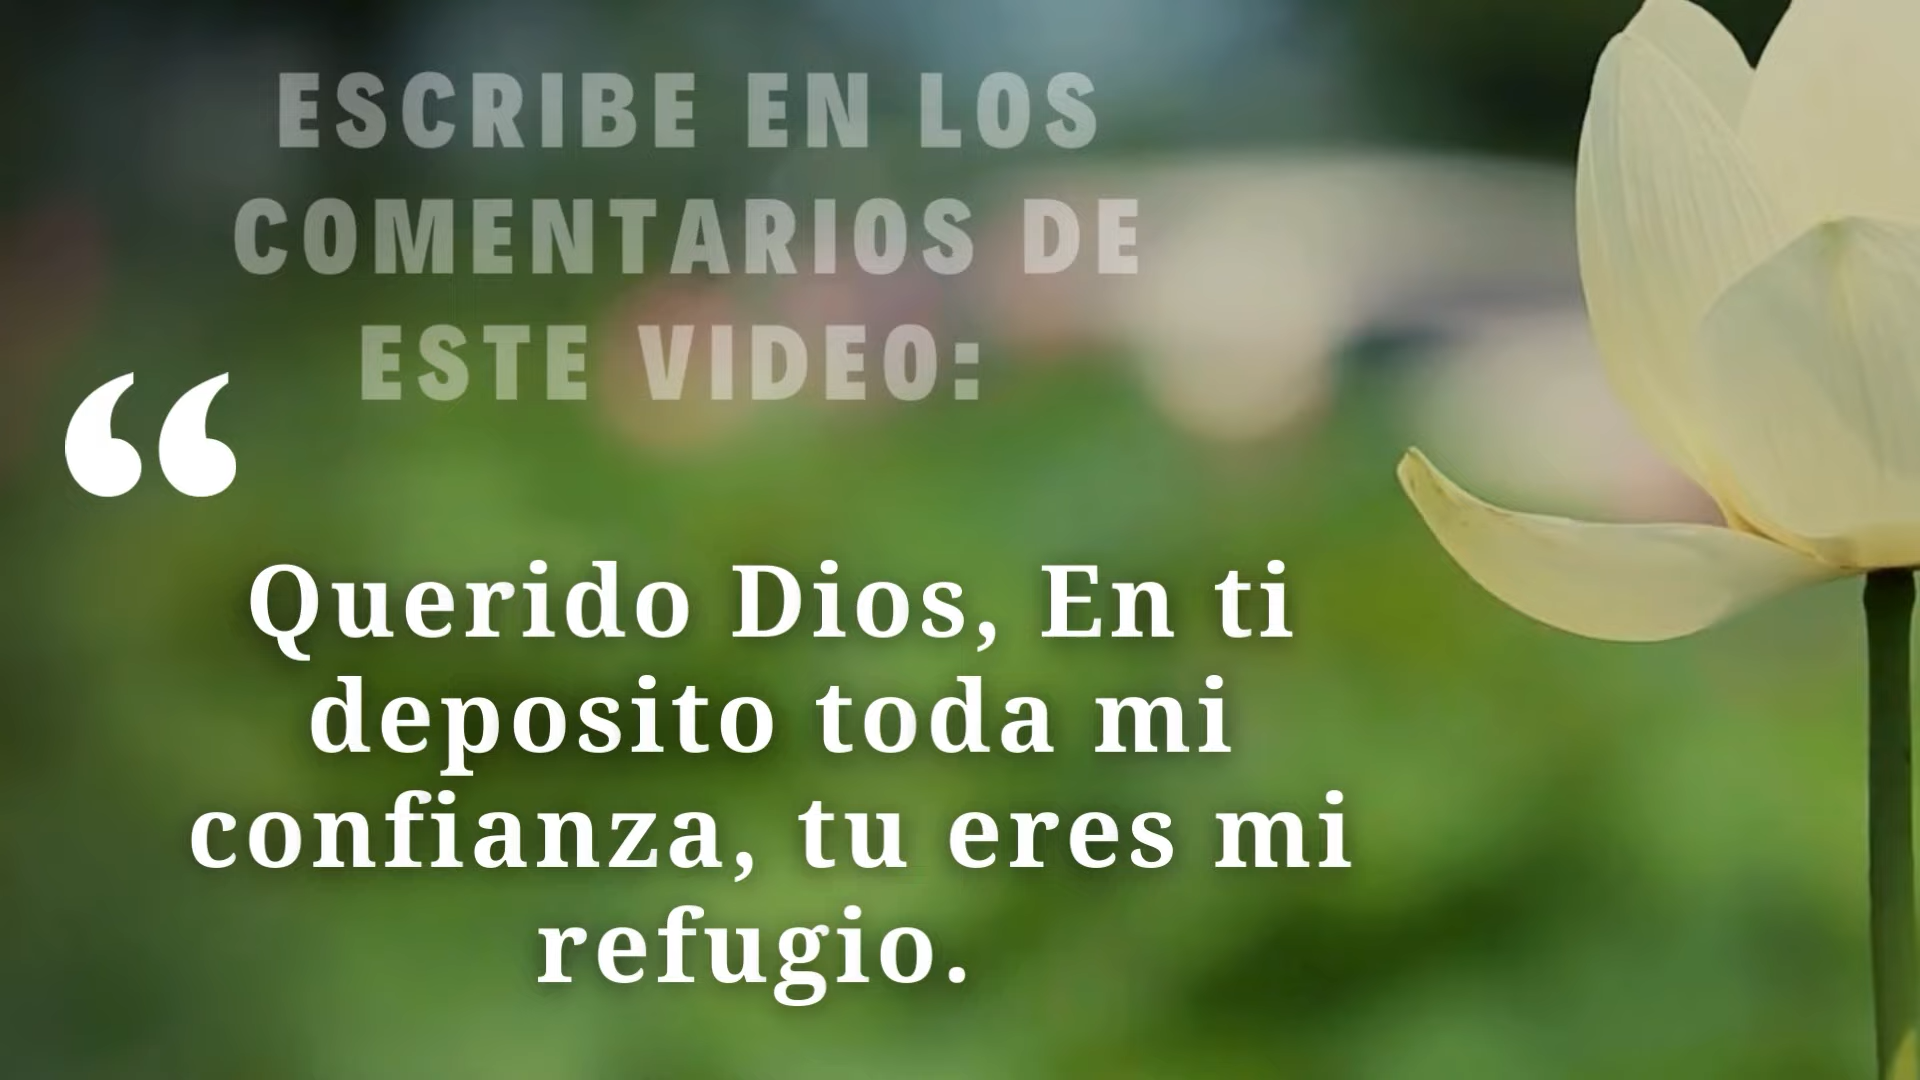 ESCRIBE EN LOS
COMENTARIOS DE
ESTE VIDEO:
“
Querido Dios, En ti
deposito toda mi
confianza, tu eres mi
refugio.